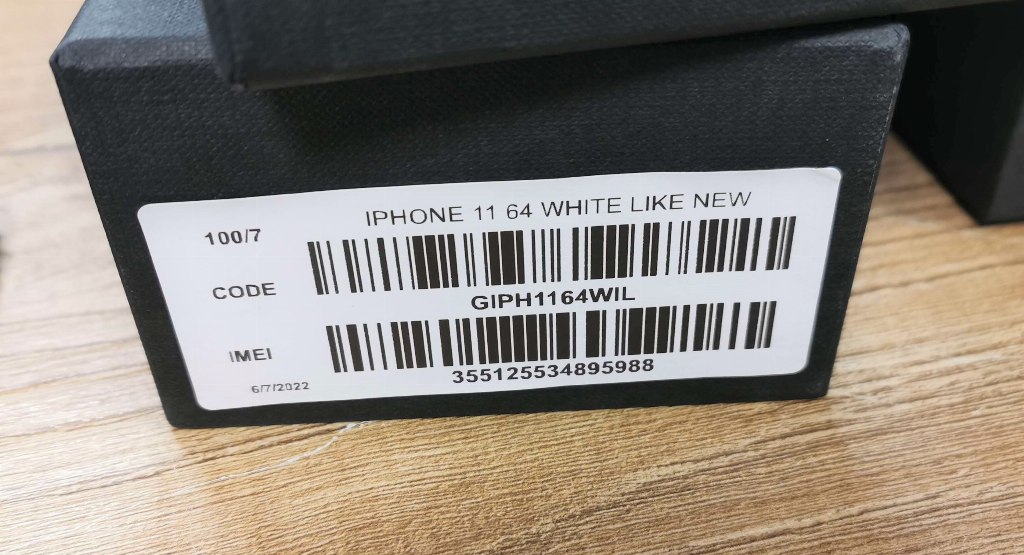 IPHONE 11 64 WHITE LIKE NEW
100/7
CODE
GIPH1164WIL
IMEI
355125534895988
6/7/2022